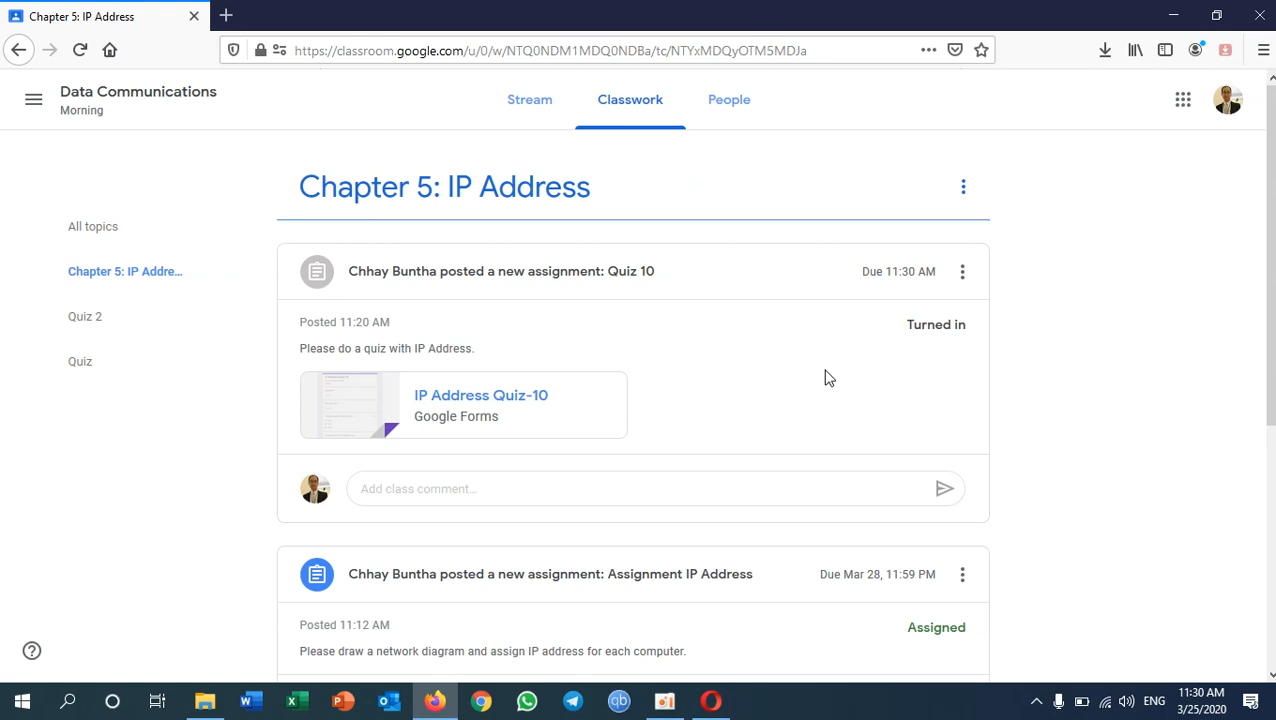 Chapter 5: IP Address
https://classroom.google.com/u/0/w/NTQ0NDM1MDQ0NDBa/tc/NTYxMDQyOTM5MDJa
Data Communications
Morning
Stream
Classwork
People
Chapter 5: IP Address
All topics
Chapter 5: IP Addre...
Quiz 2
Quiz
Chhay Buntha posted a new assignment: Quiz 10
Due 11:30 AM
Posted 11:20 AM
Turned in
Please do a quiz with IP Address.
IP Address Quiz-10
Google Forms
Add class comment...
Chhay Buntha posted a new assignment: Assignment IP Address
Due Mar 28, 11:59 PM
Posted 11:12 AM
Assigned
Please draw a network diagram and assign IP address for each computer.
ENG
11:30 AM
3/25/2020